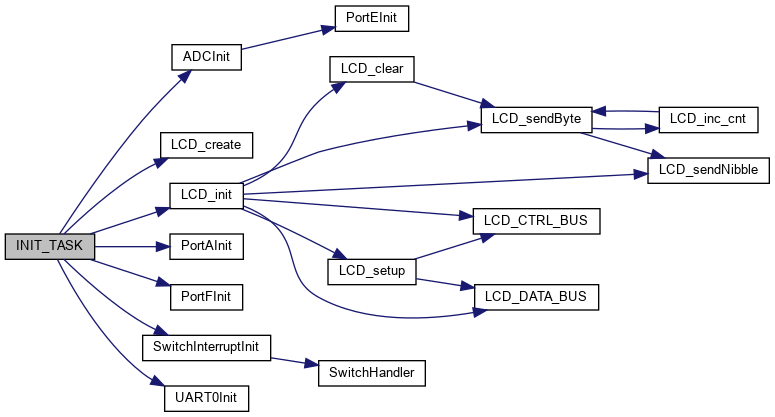 PortEInit
ADCInit
LCD_clear
LCD_sendByte
LCD_inc_cnt
LCD_create
LCD_sendNibble
LCD_init
LCD_CTRL_BUS
INIT_TASK
PortAInit
LCD_setup
PortFInit
LCD_DATA_BUS
SwitchInterruptInit
SwitchHandler
UART0Init